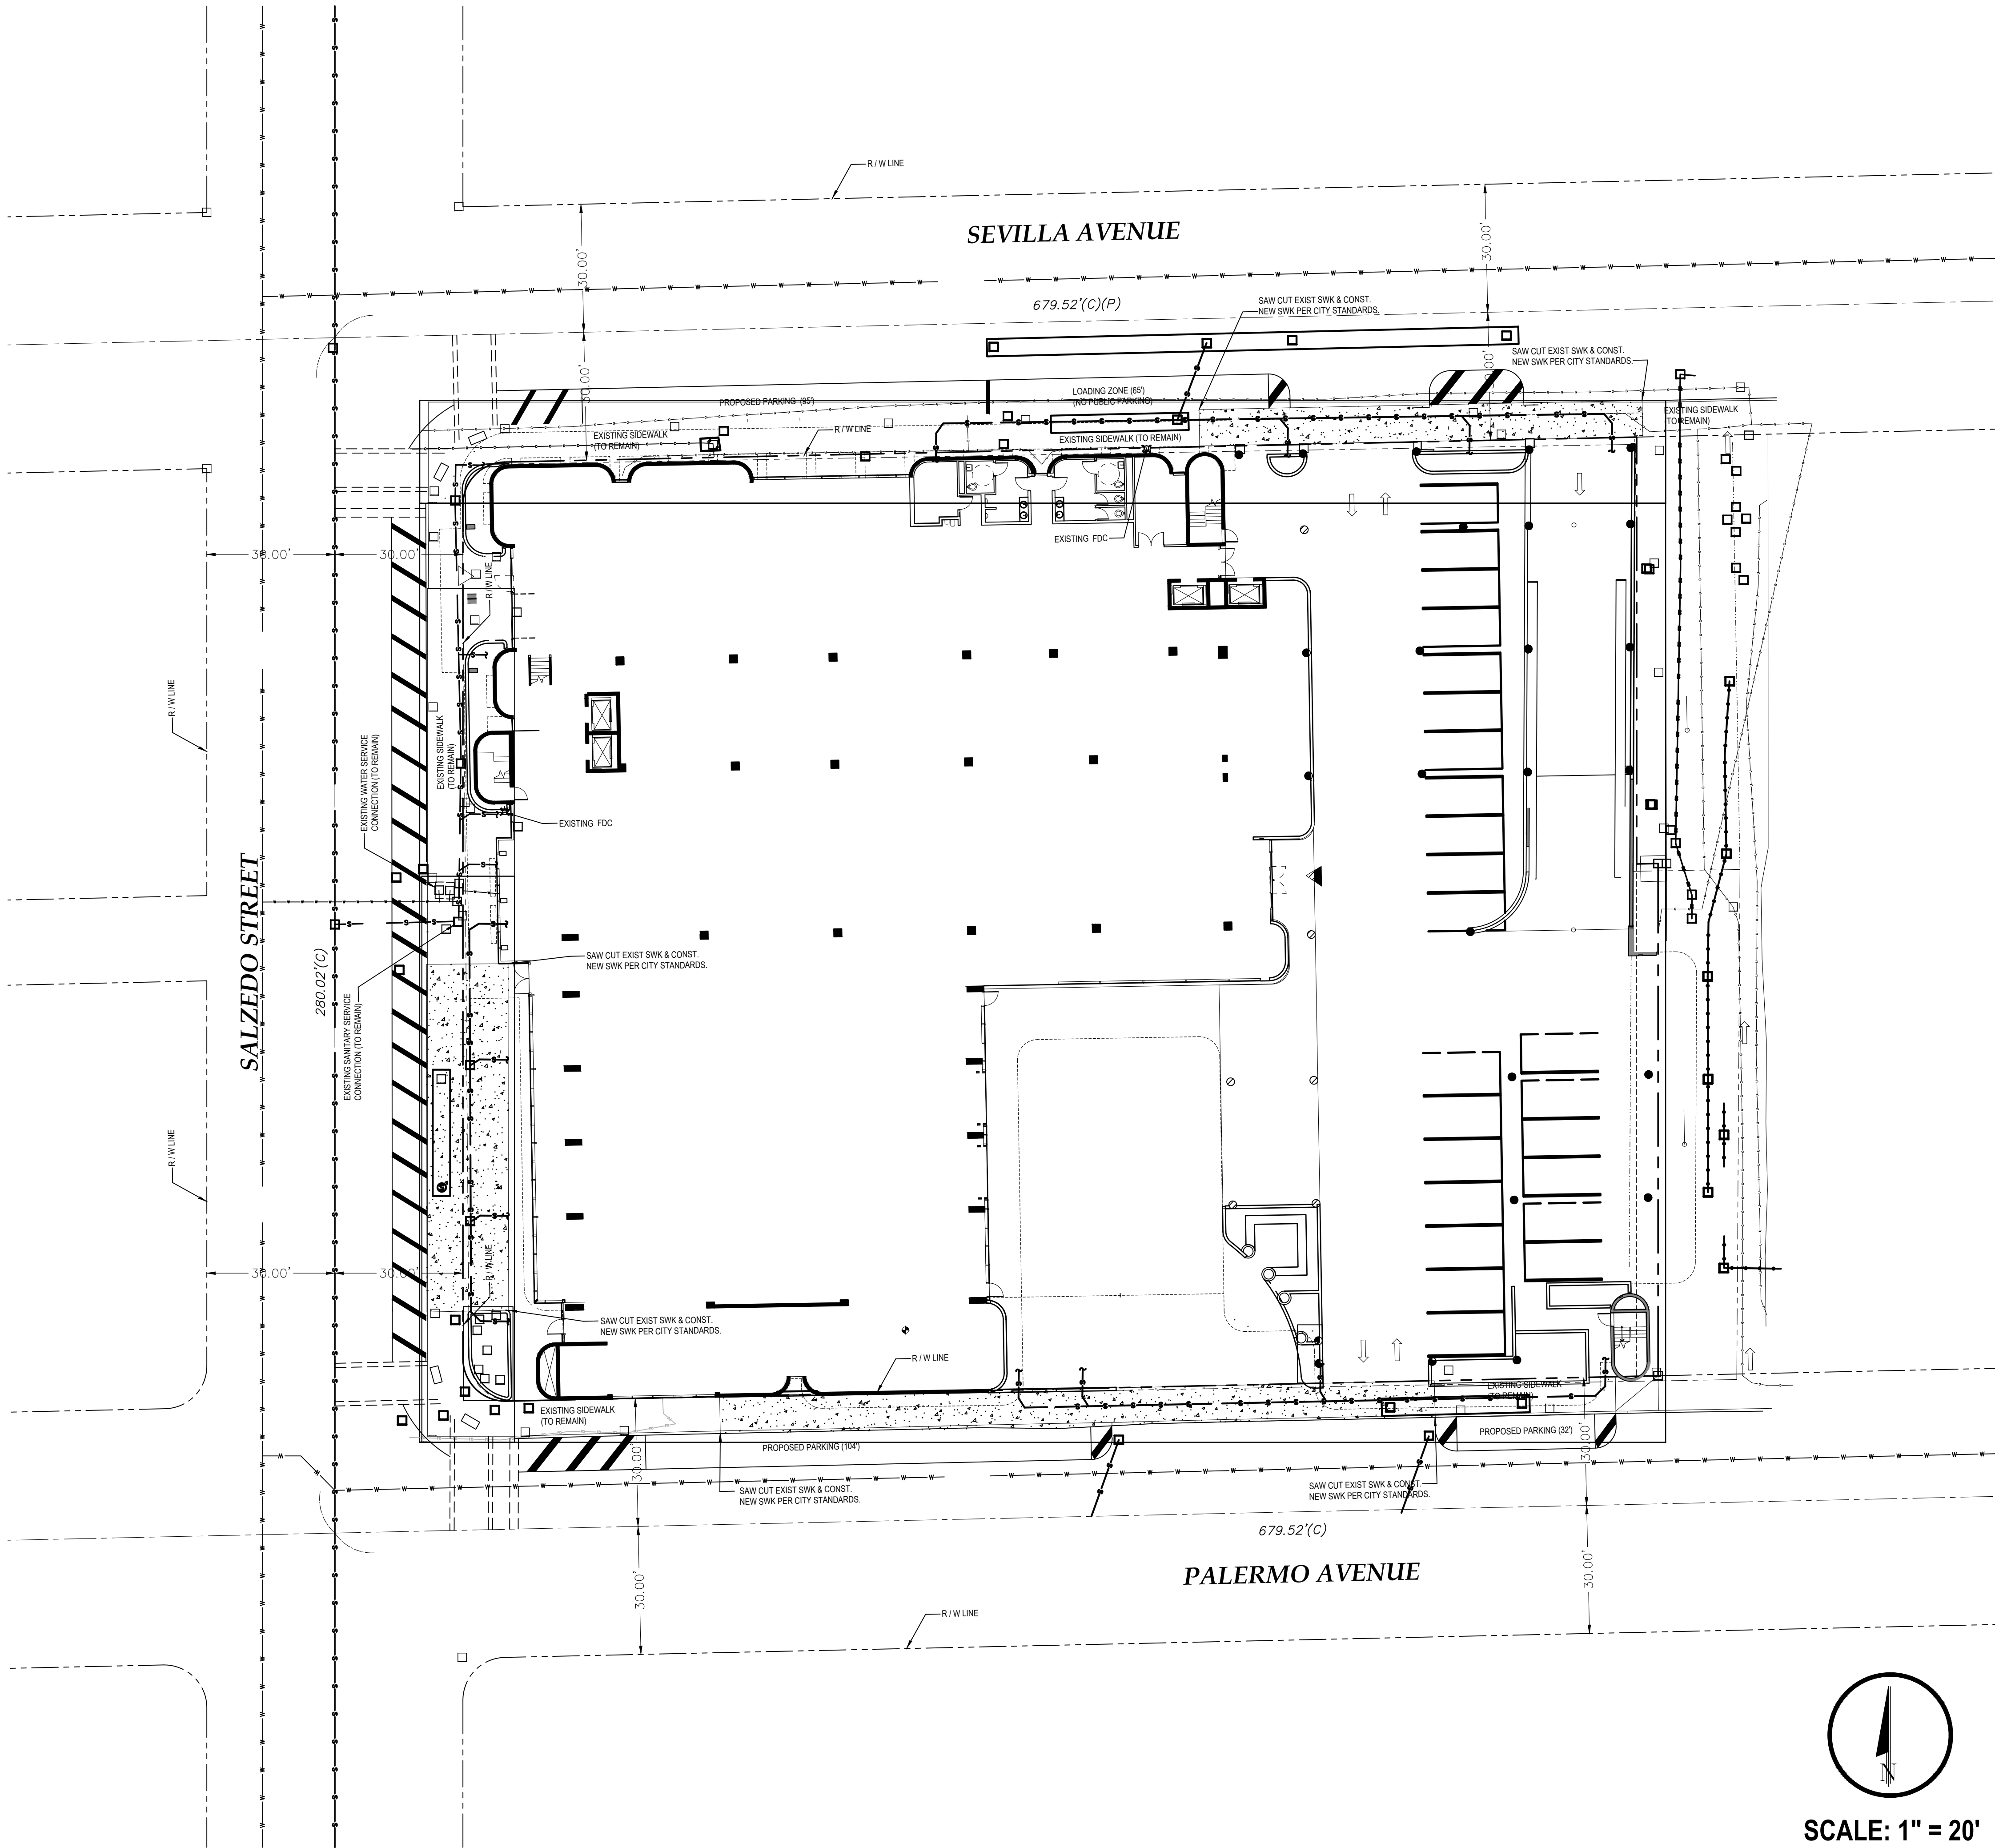 R / W LINE
SEVILLA AVENUE
30.00'
30.00'
679.52'(C)(P)
SAW CUT EXIST SWK & CONST.
NEW SWK PER CITY STANDARDS.
SAW CUT EXIST SWK & CONST.
NEW SWK PER CITY STANDARDS.
30.00'
30.00'
PROPOSED PARKING (95')
LOADING ZONE (65')
(NO PUBLIC PARKING)
EXISTING SIDEWALK
(TO REMAIN)
EXISTING SIDEWALK
(TO REMAIN)
R / W LINE
EXISTING SIDEWALK (TO REMAIN)
EXISTING FDC
30.00'
30.00'
R / W LINE
R / W LINE
EXISTING SIDEWALK
(TO REMAIN)
EXISTING WATER SERVICE
CONNECTION (TO REMAIN)
EXISTING FDC
SALZEDO STREET
280.02'(C)
SAW CUT EXIST SWK & CONST.
NEW SWK PER CITY STANDARDS.
EXISTING SANITARY SERVICE
CONNECTION (TO REMAIN)
R / W LINE
30.00'
30.00'
R / W LINE
SAW CUT EXIST SWK & CONST.
NEW SWK PER CITY STANDARDS.
R / W LINE
EXISTING SIDEWALK
(TO REMAIN)
EXISTING SIDEWALK
(TO REMAIN)
PROPOSED PARKING (104')
PROPOSED PARKING (32')
30.00'
30.00'
SAW CUT EXIST SWK & CONST.
NEW SWK PER CITY STANDARDS.
SAW CUT EXIST SWK & CONST.
NEW SWK PER CITY STANDARDS.
679.52'(C)
PALERMO AVENUE
30.00'
30.00'
R / W LINE
N
SCALE: 1" = 20'